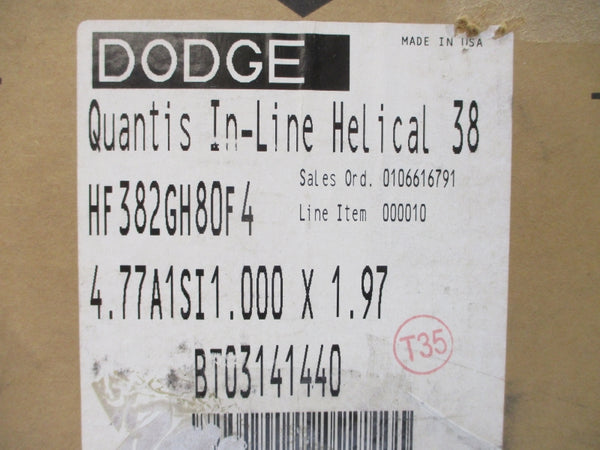 DODGE
MADE IN USA
Quantis In-Line Helical 38
Sales Ord. 0106616791
HF382GH80F4
Line Item 000010
4.77A1SI1.000 X 1.97
T35
BT03141440